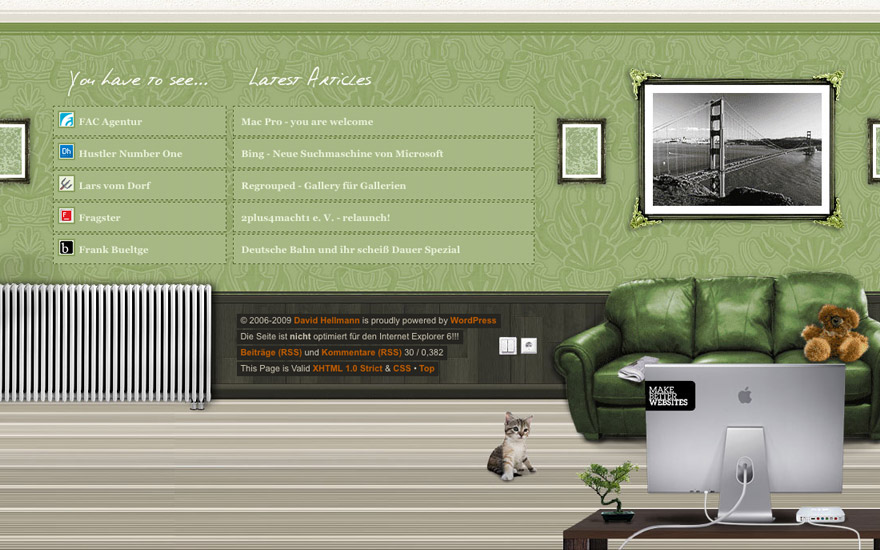 You have to see...
FAC Agentur
Hustler Number One
Lars vom Dorf
Fragster
Frank Bueltge
Latest Articles
Mac Pro - you are welcome
Bing - Neue Suchmaschine von Microsoft
Regrouped - Gallery für Gallerien
2plus4macht1 e. V. - relaunch!
Deutsche Bahn und ihr scheiß Dauer Spezial
© 2006-2009 David Hellmann is proudly powered by WordPress
Die Seite ist nicht optimiert für den Internet Explorer 6!!!
Beiträge (RSS) und Kommentare (RSS) 30 / 0,382
This Page is Valid XHTML 1.0 Strict & CSS • Top
MAKE
BETTER
WEBSITES
Dh
b